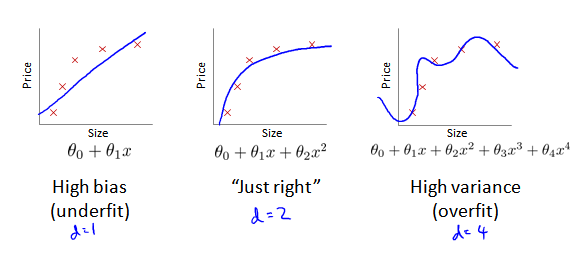 Price
Size
θ₀ + θ₁x
High bias
(underfit)
d=1
Price
Size
θ₀ + θ₁x + θ₂x²
“Just right”
d=2
Price
Size
θ₀ + θ₁x + θ₂x² + θ₃x³ + θ₄x⁴
High variance
(overfit)
d=4